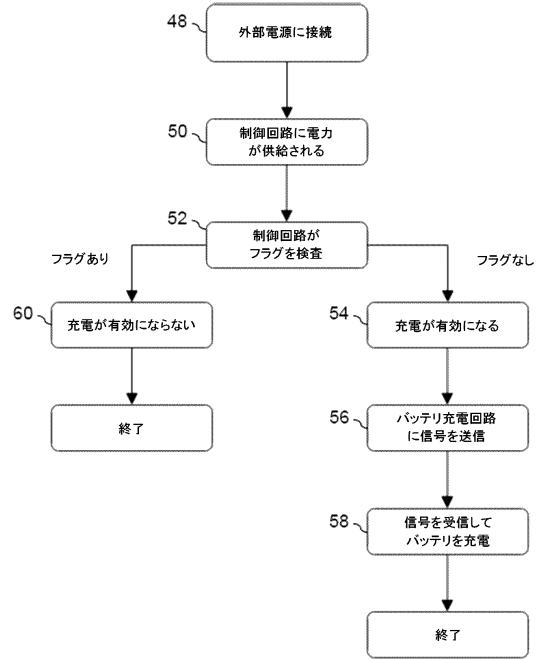 48
外部電源に接続
50
制御回路に電力
が供給される
52
制御回路が
フラグを検査
フラグあり
フラグなし
60
充電が有効にならない
54
充電が有効になる
終了
56
バッテリ充電回路
に信号を送信
58
信号を受信して
バッテリを充電
終了